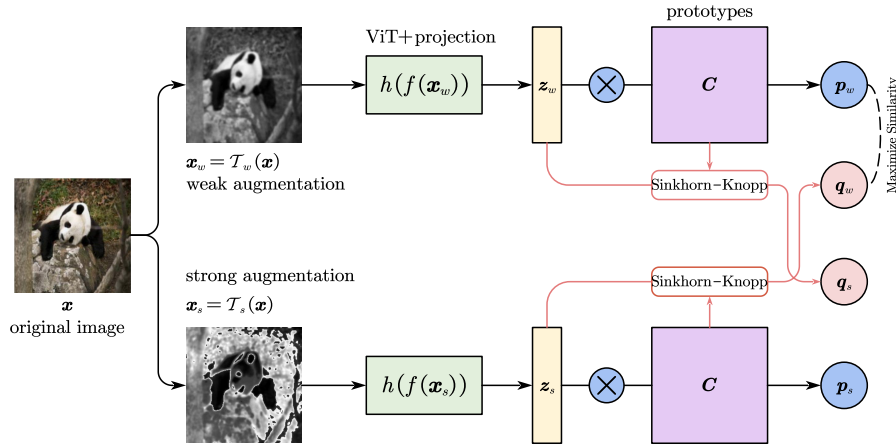 prototypes
ViT+projection
h(f(𝒙_w))
𝒛_w
𝑪
𝒑_w
Maximize Similarity
𝒙_w = 𝒯_w(𝒙)
weak augmentation
Sinkhorn-Knopp
𝒒_w
strong augmentation
𝒙_s = 𝒯_s(𝒙)
Sinkhorn-Knopp
𝒒_s
𝒙
original image
h(f(𝒙_s))
𝒛_s
𝑪
𝒑_s